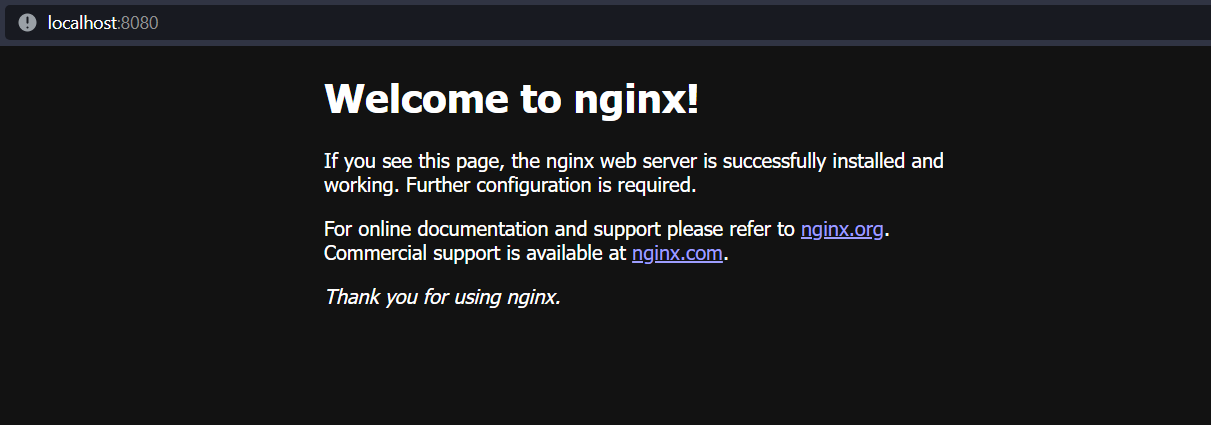 localhost:8080
Welcome to nginx!
If you see this page, the nginx web server is successfully installed and
working. Further configuration is required.
For online documentation and support please refer to nginx.org.
Commercial support is available at nginx.com.
Thank you for using nginx.